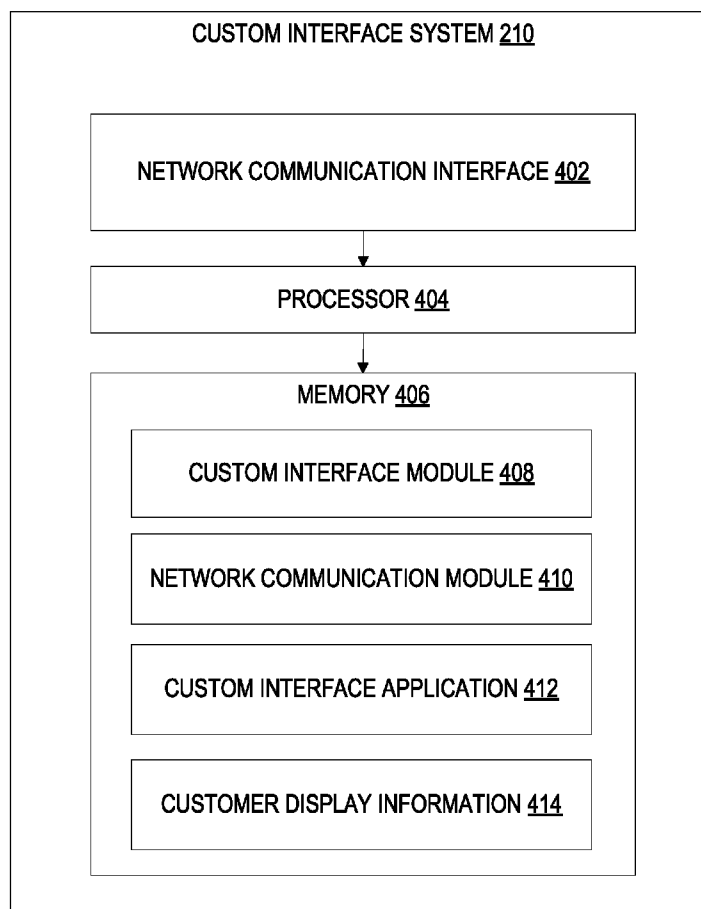 CUSTOM INTERFACE SYSTEM 210
NETWORK COMMUNICATION INTERFACE 402
PROCESSOR 404
MEMORY 406
CUSTOM INTERFACE MODULE 408
NETWORK COMMUNICATION MODULE 410
CUSTOM INTERFACE APPLICATION 412
CUSTOMER DISPLAY INFORMATION 414